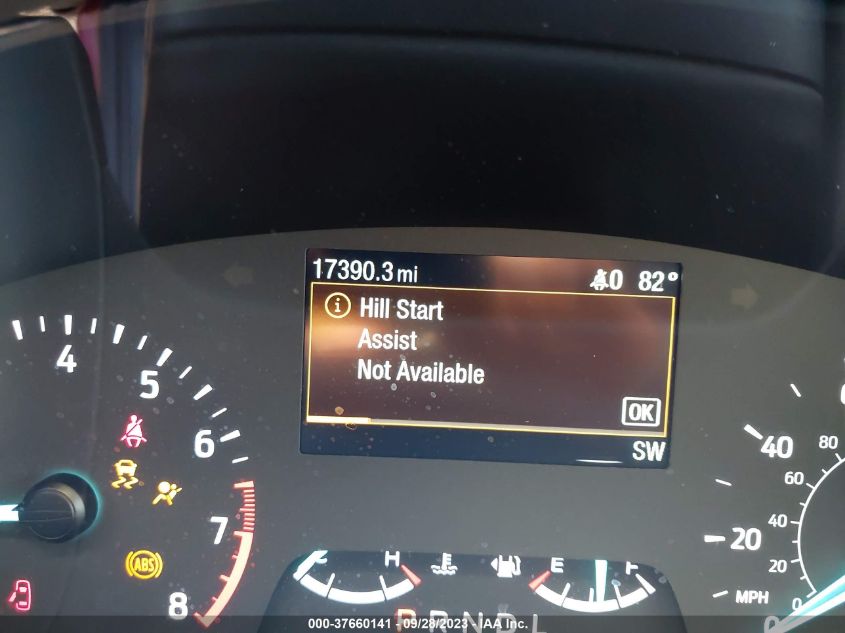 17390.3 mi 0 82°
i Hill Start
Assist
Not Available
OK
SW
4
5
6
7
8
ABS
C H E F
P R N D L
40
20
MPH
80
60
40
20
0
000-37660141 - 09/28/2023 - IAA Inc.